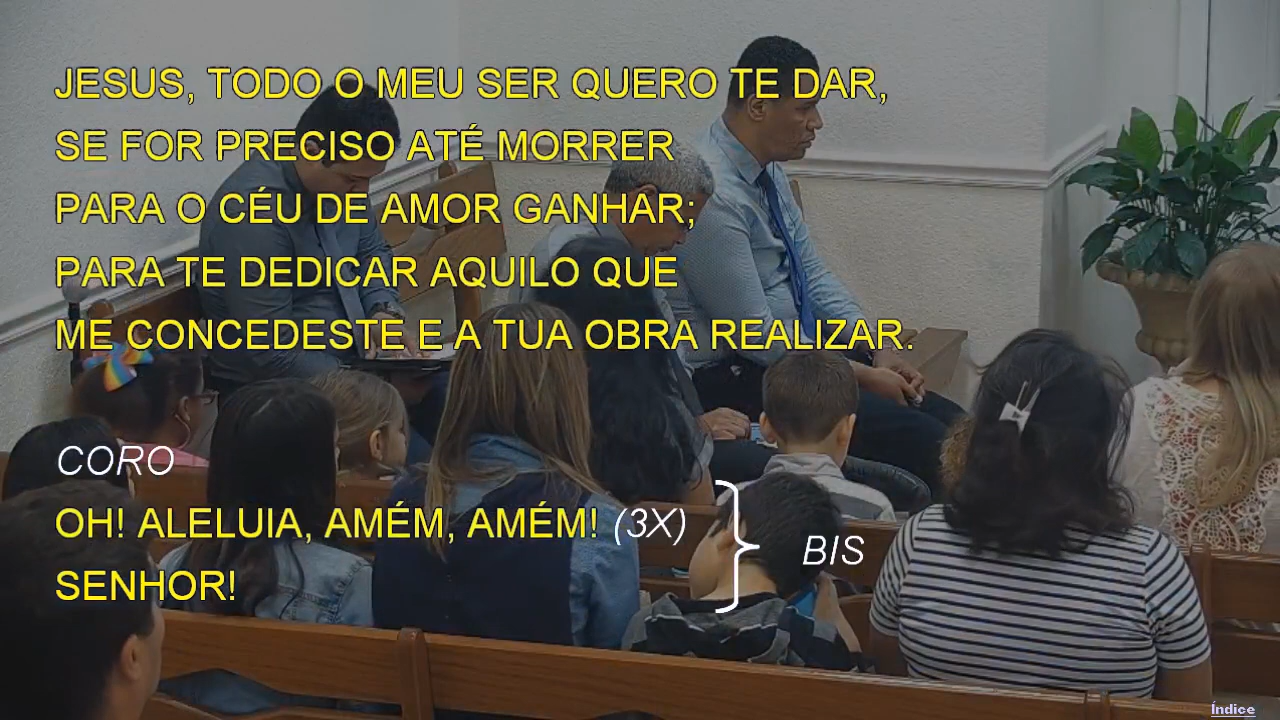 JESUS, TODO O MEU SER QUERO TE DAR,
SE FOR PRECISO ATÉ MORRER
PARA O CÉU DE AMOR GANHAR;
PARA TE DEDICAR AQUILO QUE
ME CONCEDESTE E A TUA OBRA REALIZAR.
CORO
OH! ALELUIA, AMÉM, AMÉM! (3X)
BIS
SENHOR!
Índice